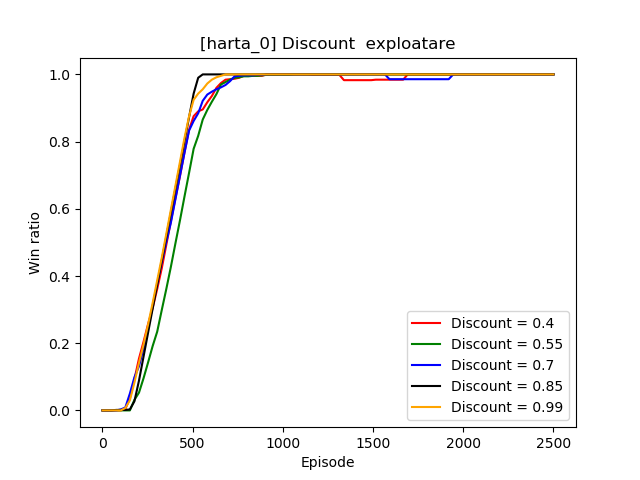 [harta_0] Discount  exploatare
Win ratio
1.0
0.8
0.6
0.4
0.2
0.0
0
500
1000
1500
2000
2500
Episode
Discount = 0.4
Discount = 0.55
Discount = 0.7
Discount = 0.85
Discount = 0.99